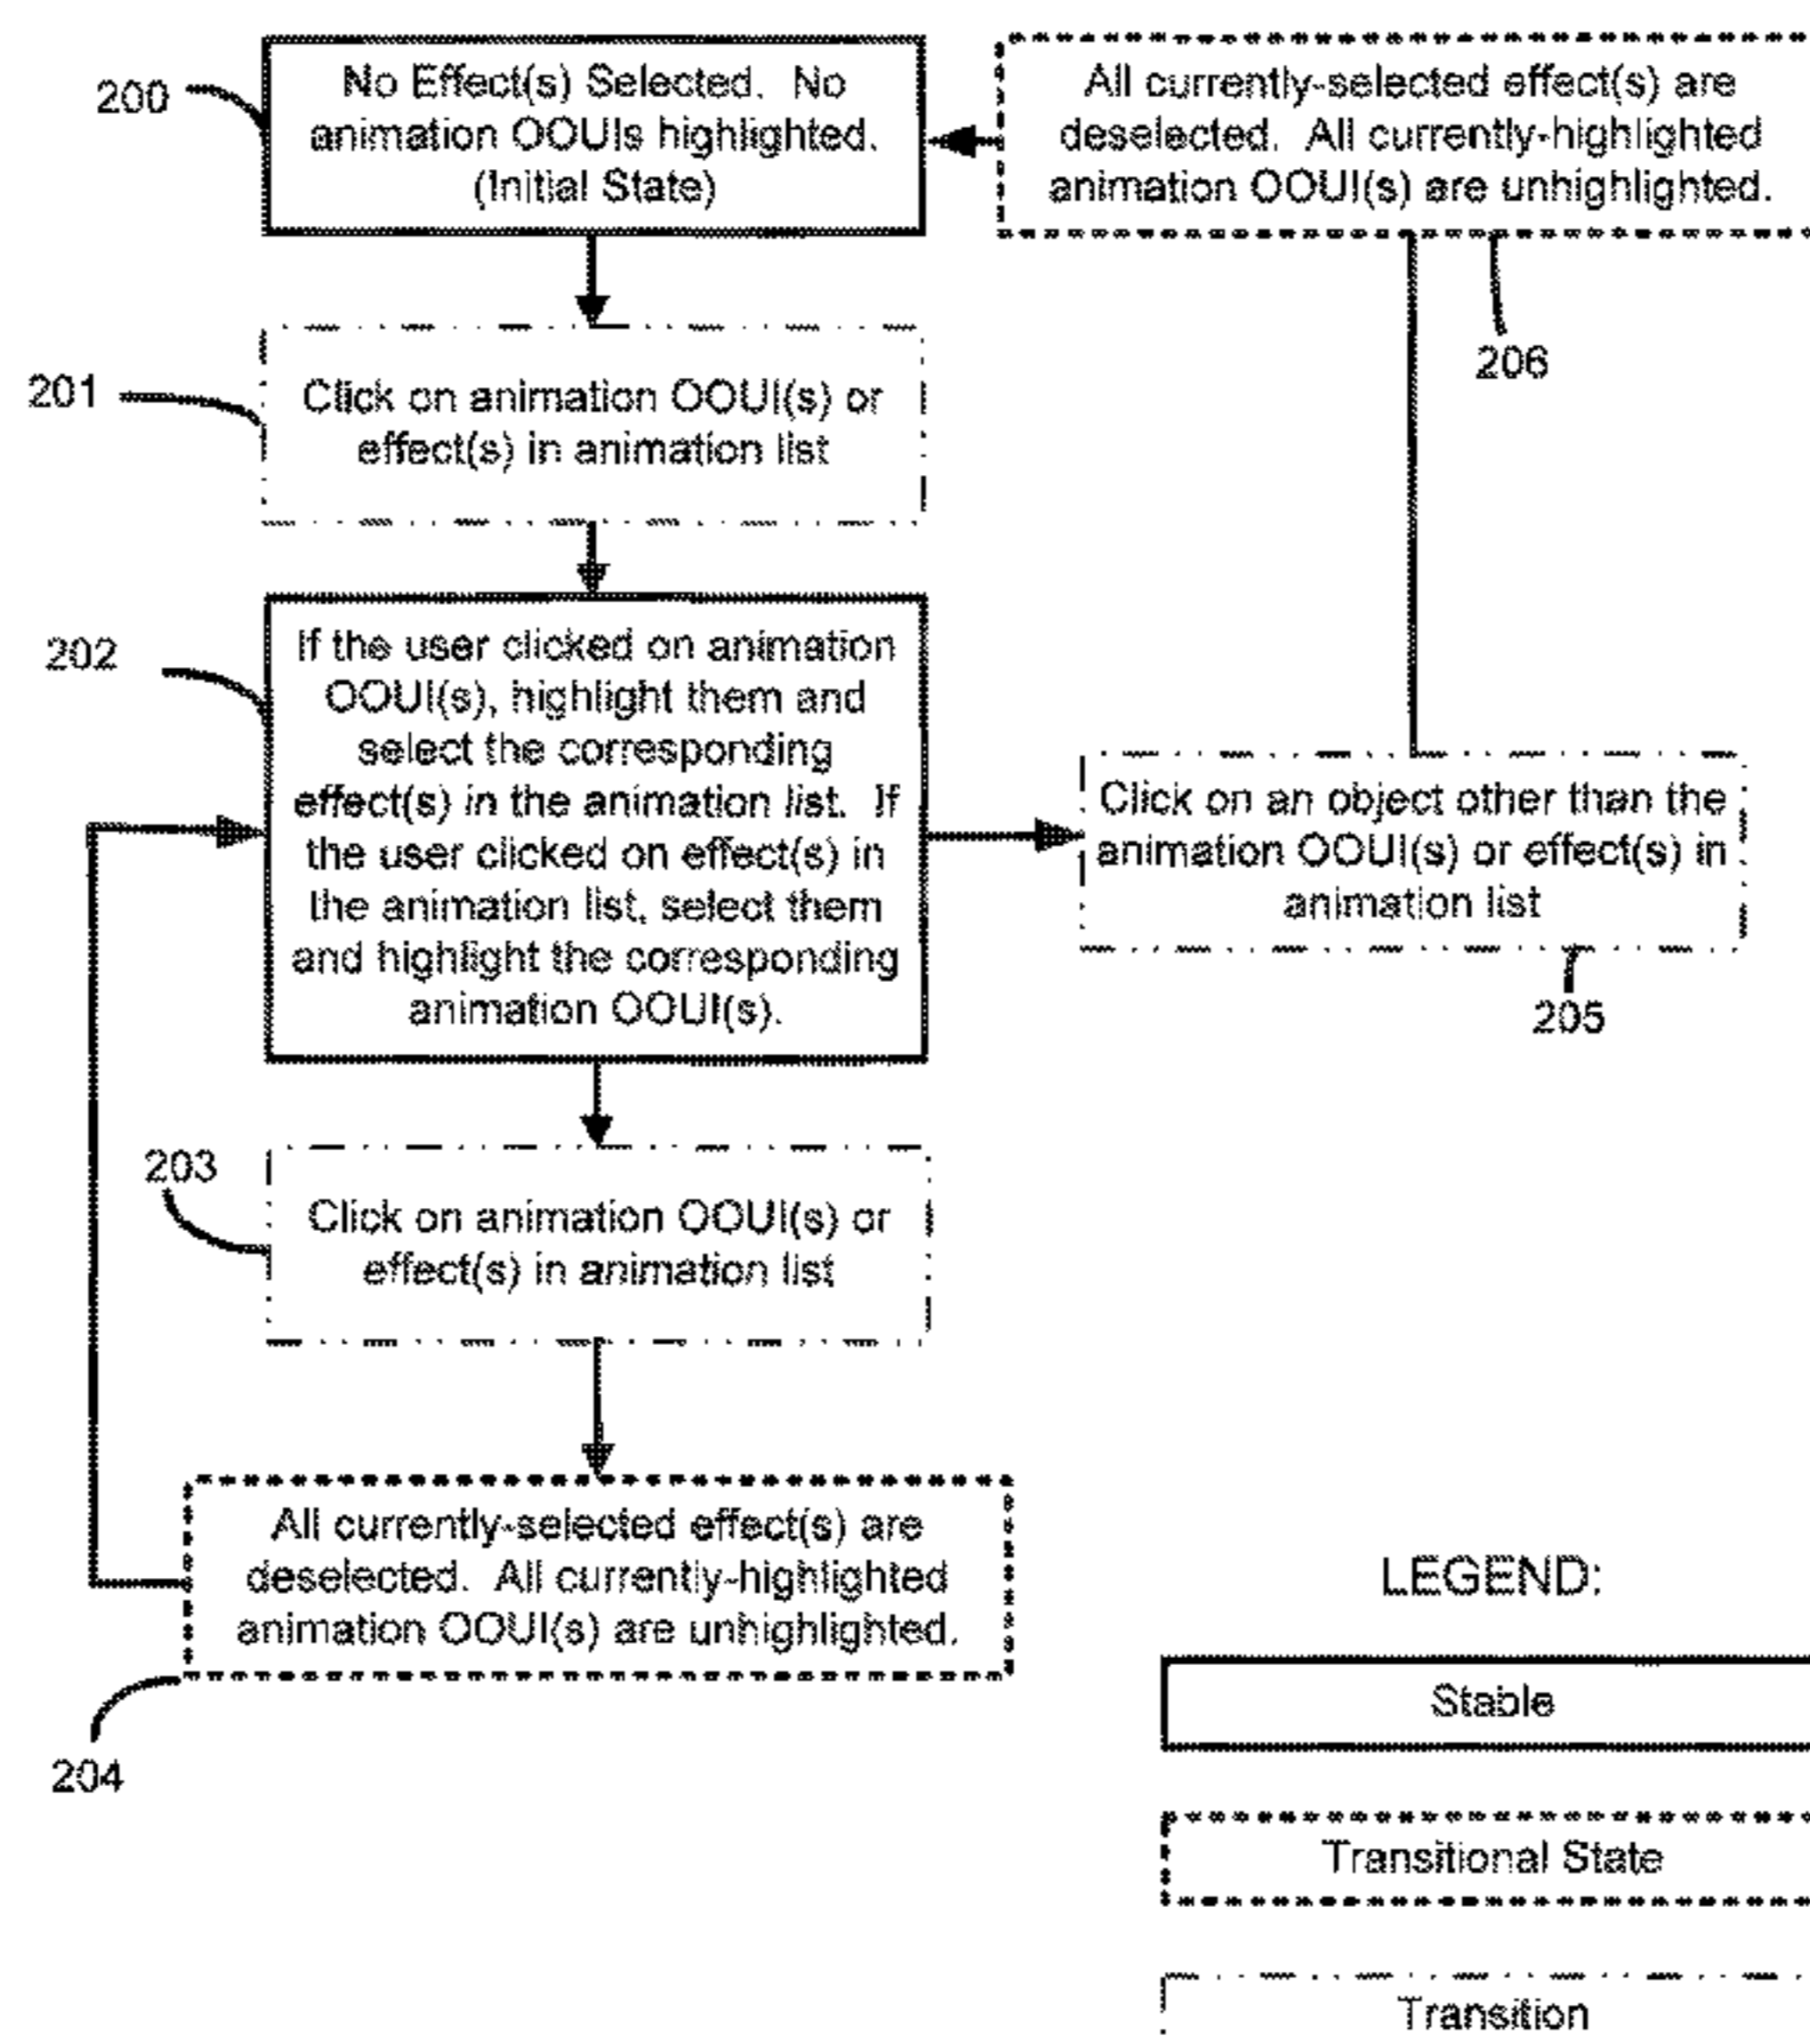 200
No Effect(s) Selected. No
animation OOUIs highlighted.
(Initial State)
All currently-selected effect(s) are
deselected. All currently-highlighted
animation OOUI(s) are unhighlighted.
206
201
Click on animation OOUI(s) or
effect(s) in animation list
202
If the user clicked on animation
OOUI(s), highlight them and
select the corresponding
effect(s) in the animation list. If
the user clicked on effect(s) in
the animation list, select them
and highlight the corresponding
animation OOUI(s).
Click on an object other than the
animation OOUI(s) or effect(s) in
animation list
205
203
Click on animation OOUI(s) or
effect(s) in animation list
All currently-selected effect(s) are
deselected. All currently-highlighted
animation OOUI(s) are unhighlighted.
204
LEGEND:
Stable
Transitional State
Transition